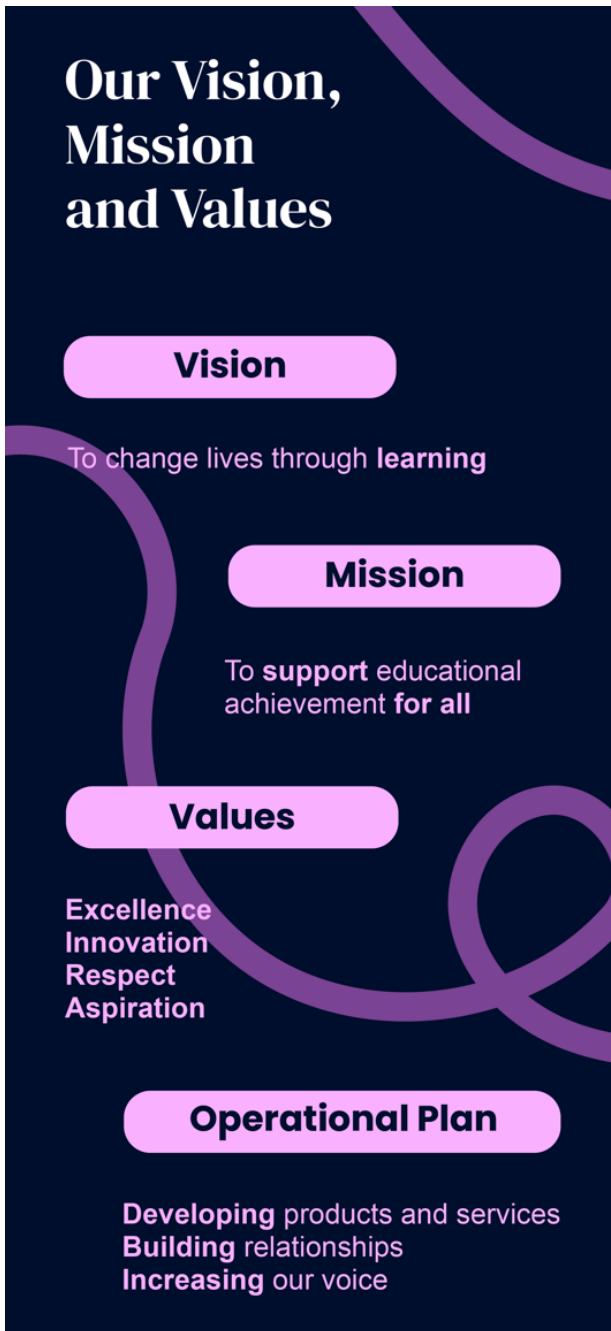 Our Vision,
Mission
and Values
Vision
To change lives through learning
Mission
To support educational
achievement for all
Values
Excellence
Innovation
Respect
Aspiration
Operational Plan
Developing products and services
Building relationships
Increasing our voice